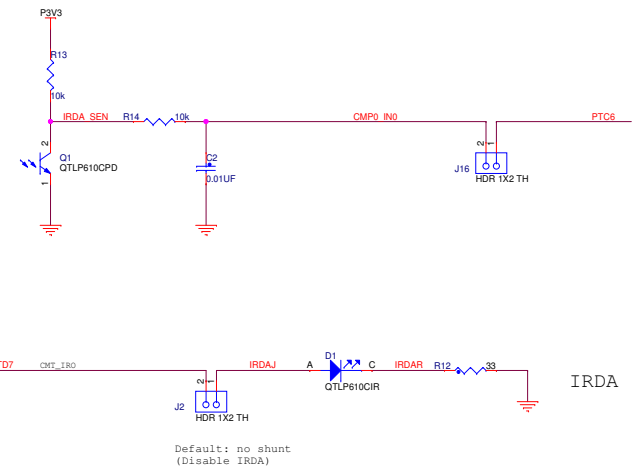 P3V3
R13
10k
IRDA_SEN R14 10k CMP0_IN0 PTC6
2
Q1
QTLP610CPD
1
C2
0.01UF
2 1
J16
HDR 1X2 TH
TD7 CMT_IRO IRDAJ A D1 C IRDAR R12 33
QTLP610CIR
IRDA
2 1
J2
HDR 1X2 TH
Default: no shunt
(Disable IRDA)